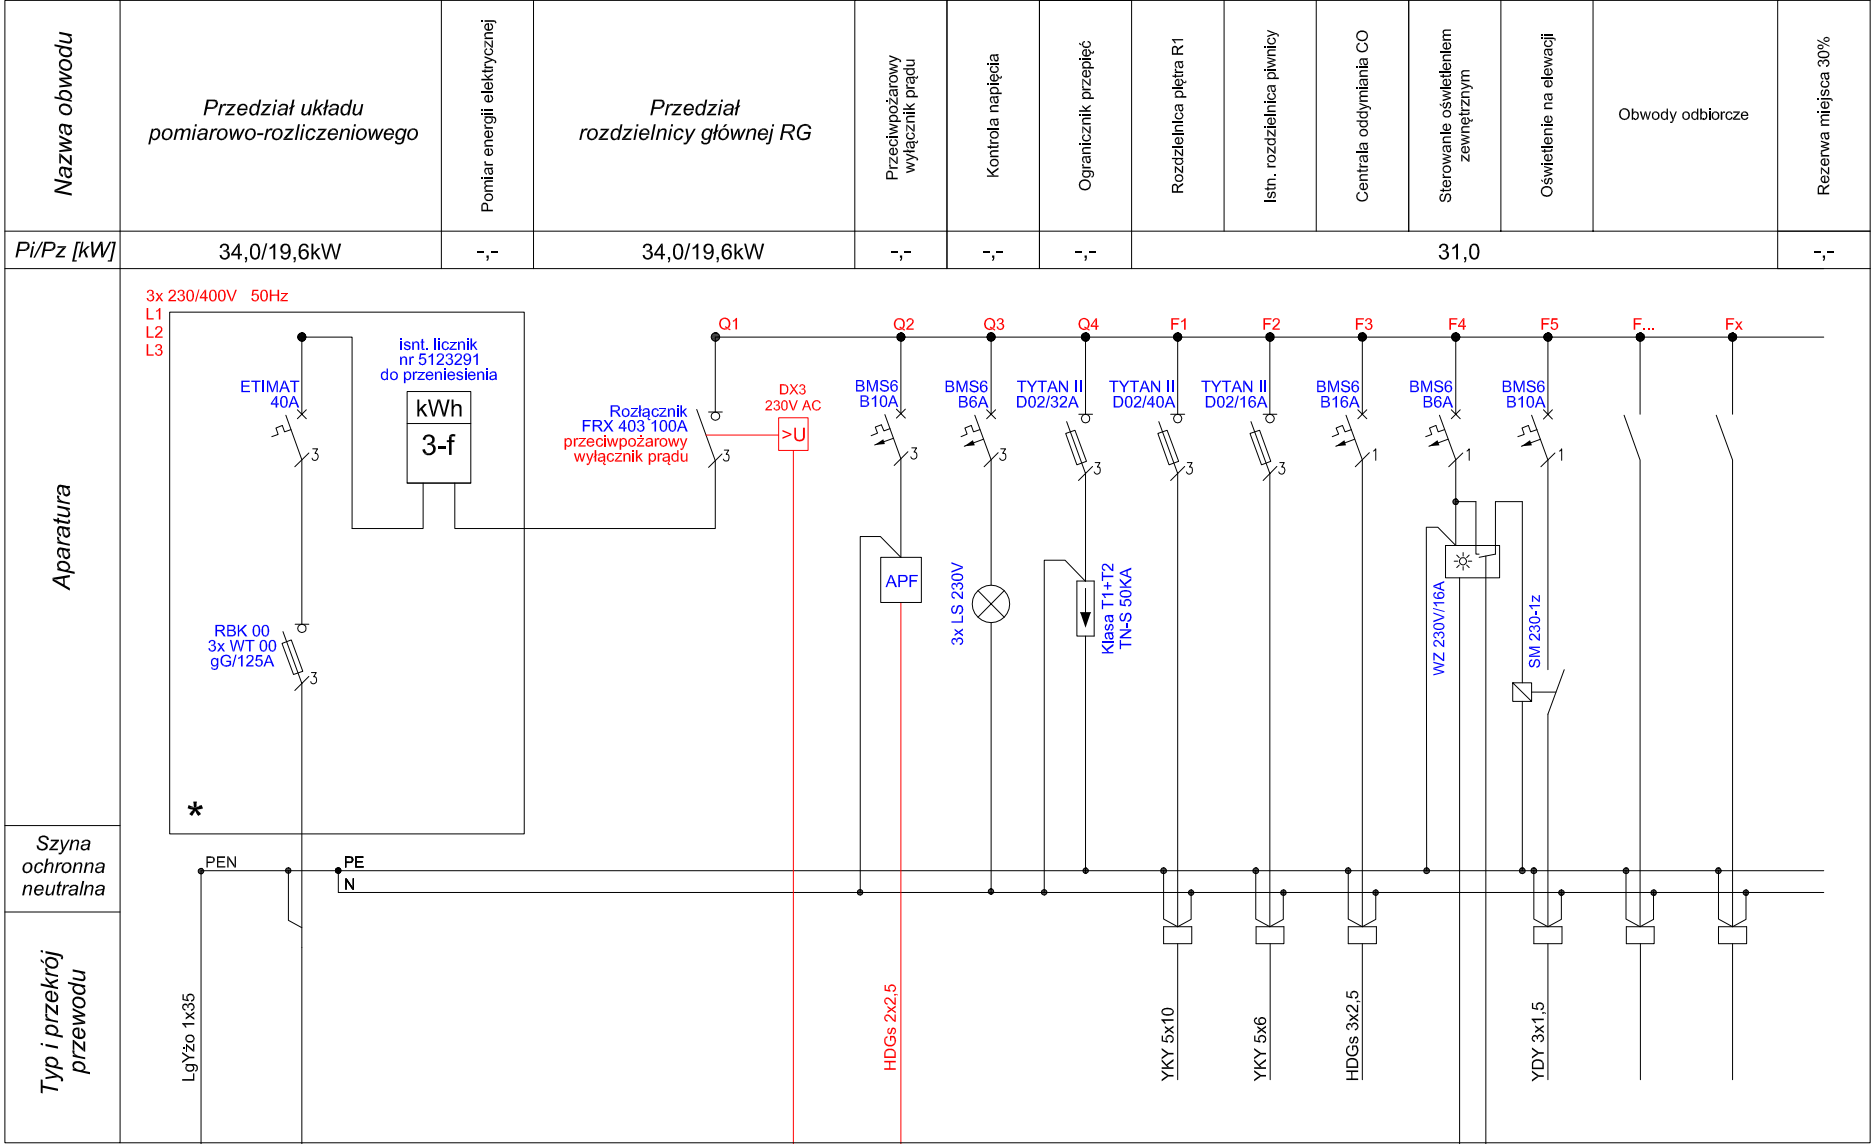 Nazwa obwodu
Przedział układu
pomiarowo-rozliczeniowego
Pomiar energii elektrycznej
Przedział
rozdzielnicy głównej RG
Przeciwpożarowy
wyłącznik prądu
Kontrola napięcia
Ogranicznik przepięć
Rozdzielnica piętra R1
Istn. rozdzielnica piwnicy
Centrala oddymiania CO
Sterowanie oświetleniem
zewnętrznym
Oświetlenie na elewacji
Obwody odbiorcze
Rezerwa miejsca 30%
Pi/Pz [kW]
34,0/19,6kW
-,-
34,0/19,6kW
-,-
-,-
-,-
31,0
-,-
Aparatura
3x 230/400V 50Hz
L1
L2
L3
ETIMAT
40A
3
isnt. licznik
nr 5123291
do przeniesienia
kWh
3-f
RBK 00
3x WT 00
gG/125A
3
*
Q1
Rozłącznik
FRX 403 100A
przeciwpożarowy
wyłącznik prądu
3
DX3
230V AC
>U
Q2
BMS6
B10A
3
APF
Q3
BMS6
B6A
3
3x LS 230V
Q4
TYTAN II
D02/32A
3
Klasa T1+T2
TN-S 50KA
F1
TYTAN II
D02/40A
3
F2
TYTAN II
D02/16A
3
F3
BMS6
B16A
1
F4
BMS6
B6A
1
WZ 230V/16A
F5
BMS6
B10A
1
SM 230-1z
F...
Fx
Szyna
ochronna
neutralna
PEN
PE
N
Typ i przekrój
przewodu
LgYżo 1x35
HDGs 2x2,5
YKY 5x10
YKY 5x6
HDGs 3x2,5
YDY 3x1,5